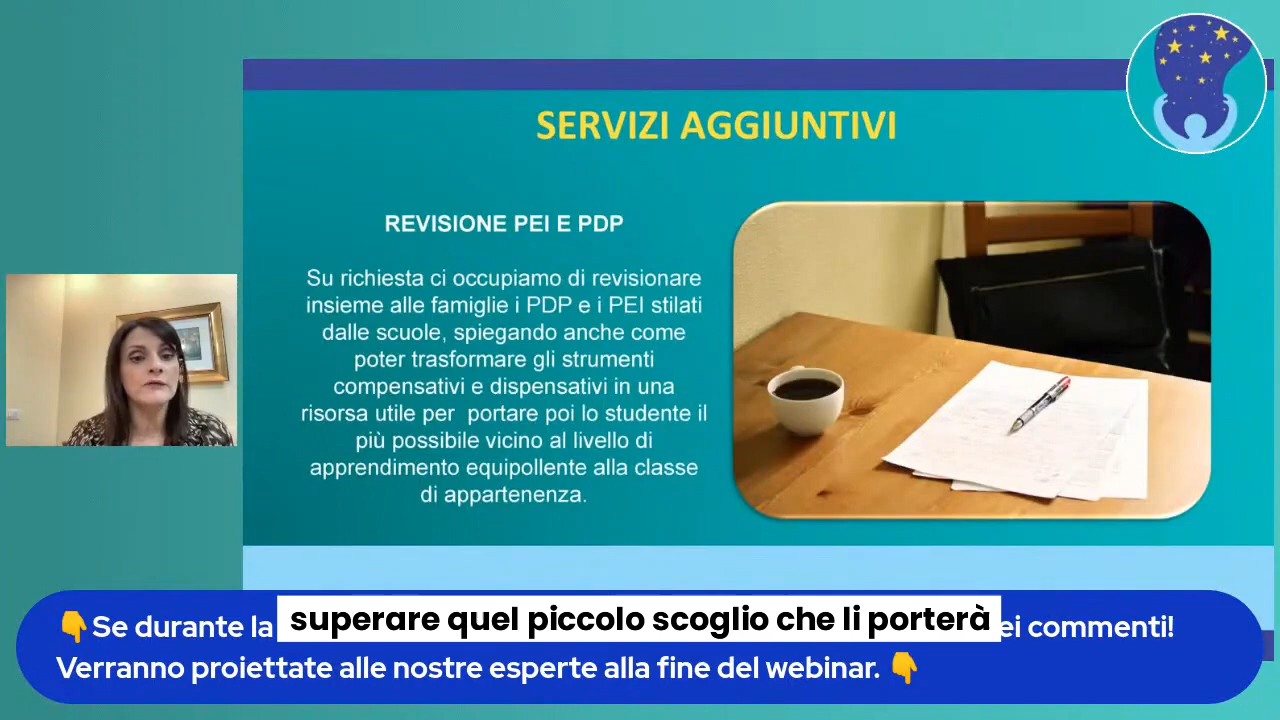 SERVIZI AGGIUNTIVI
REVISIONE PEI E PDP
Su richiesta ci occupiamo di revisionare
insieme alle famiglie i PDP e i PEI stilati
dalle scuole, spiegando anche come
poter trasformare gli strumenti
compensativi e dispensativi in una
risorsa utile per portare poi lo studente il
più possibile vicino al livello di
apprendimento equipollente alla classe
di appartenenza.
👇Se durante la
superare quel piccolo scoglio che li porterà
ei commenti!
Verranno proiettate alle nostre esperte alla fine del webinar. 👇